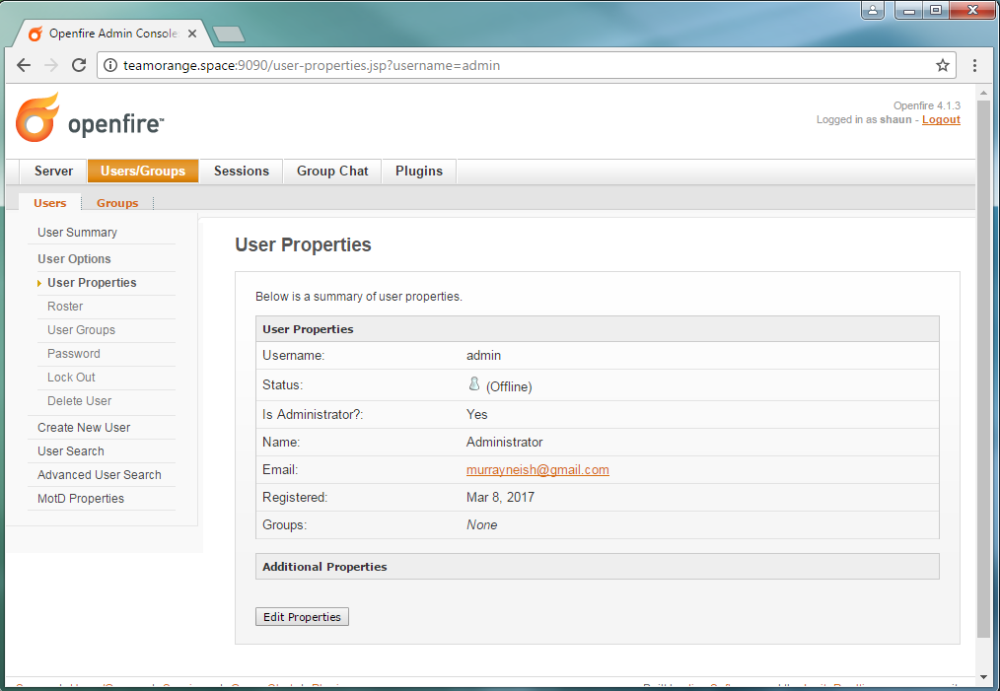 Openfire Admin Console
teamorange.space:9090/user-properties.jsp?username=admin
openfire™
Openfire 4.1.3
Logged in as shaun - Logout
Server Users/Groups Sessions Group Chat Plugins
Users Groups
User Summary
User Options
User Properties
Roster
User Groups
Password
Lock Out
Delete User
Create New User
User Search
Advanced User Search
MotD Properties
User Properties
Below is a summary of user properties.
User Properties
Username: admin
Status: (Offline)
Is Administrator?: Yes
Name: Administrator
Email: murrayneish@gmail.com
Registered: Mar 8, 2017
Groups: None
Additional Properties
Edit Properties